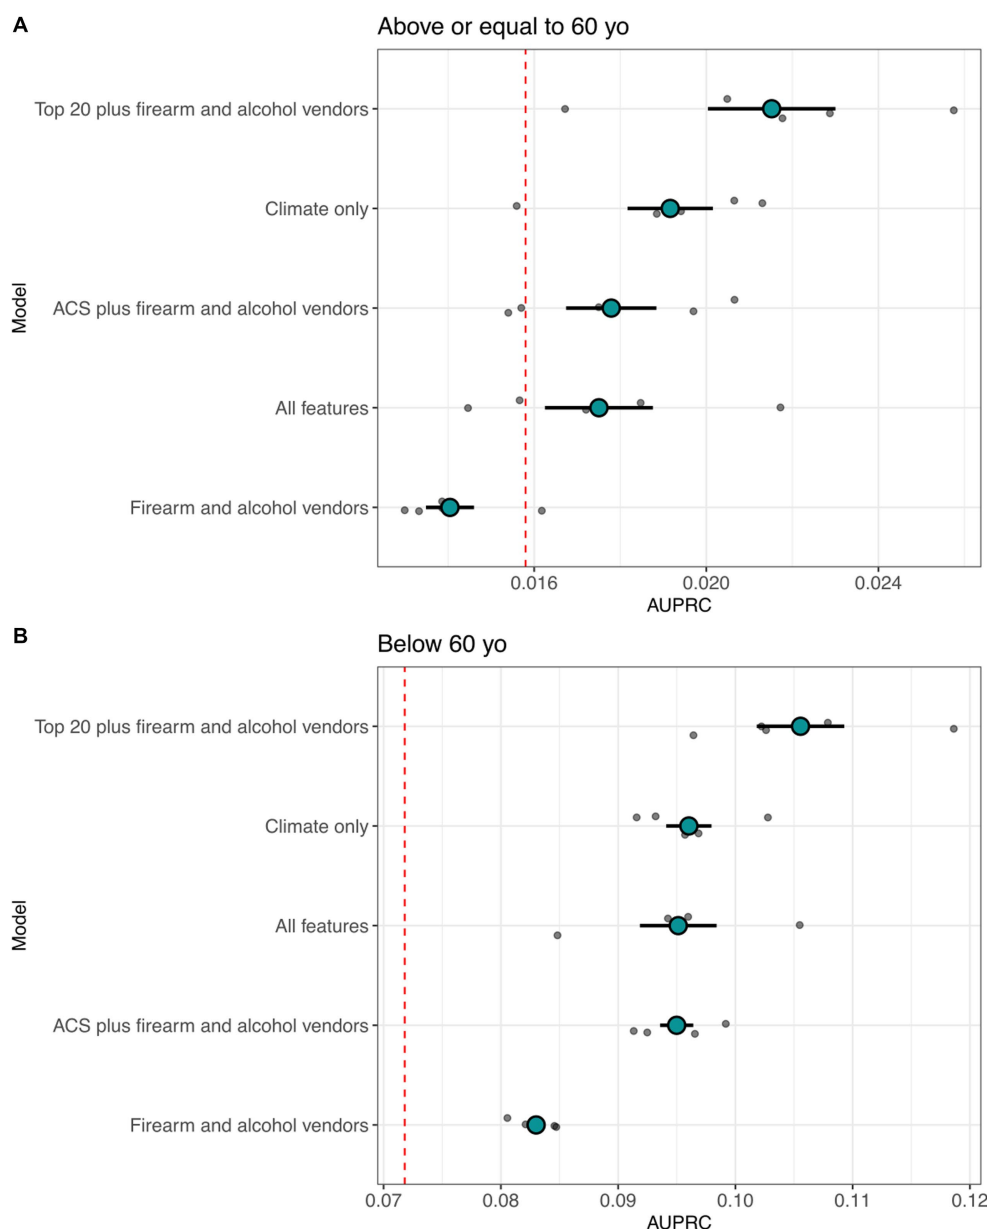 A
Above or equal to 60 yo
Model
Top 20 plus firearm and alcohol vendors
Climate only
ACS plus firearm and alcohol vendors
All features
Firearm and alcohol vendors
0.016 0.020 0.024
AUPRC
B
Below 60 yo
Model
Top 20 plus firearm and alcohol vendors
Climate only
All features
ACS plus firearm and alcohol vendors
Firearm and alcohol vendors
0.07 0.08 0.09 0.10 0.11 0.12
AUPRC